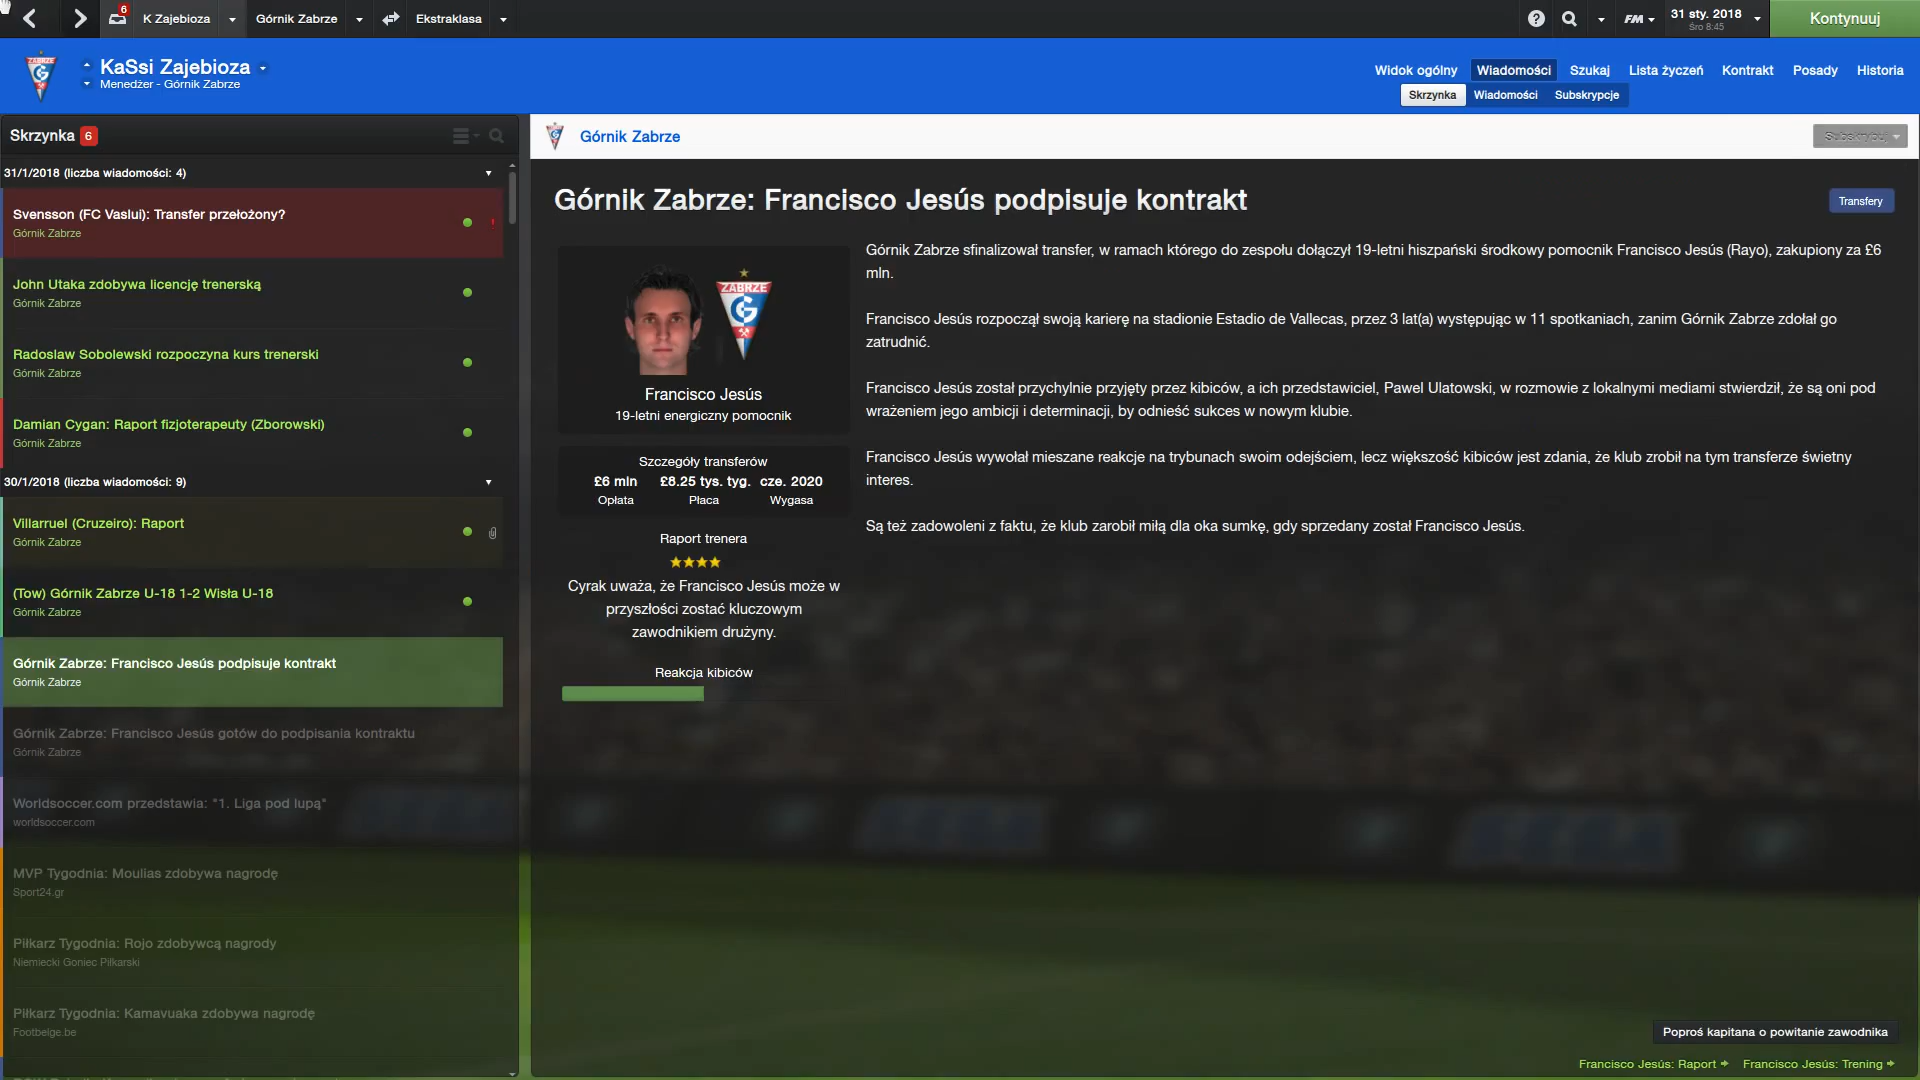 6
K Zajebioza
Górnik Zabrze
Ekstraklasa
FM
31 sty. 2018
Śro 8:45
Kontynuuj
KaSsi Zajebioza
Menedżer - Górnik Zabrze
Widok ogólny
Wiadomości
Szukaj
Lista życzeń
Kontrakt
Posady
Historia
Skrzynka
Wiadomości
Subskrypcje
Skrzynka 6
31/1/2018 (liczba wiadomości: 4)
Svensson (FC Vaslui): Transfer przełożony?
Górnik Zabrze
John Utaka zdobywa licencję trenerską
Górnik Zabrze
Radoslaw Sobolewski rozpoczyna kurs trenerski
Górnik Zabrze
Damian Cygan: Raport fizjoterapeuty (Zborowski)
Górnik Zabrze
30/1/2018 (liczba wiadomości: 9)
Villarruel (Cruzeiro): Raport
Górnik Zabrze
(Tow) Górnik Zabrze U-18 1-2 Wisła U-18
Górnik Zabrze
Górnik Zabrze: Francisco Jesús podpisuje kontrakt
Górnik Zabrze
Górnik Zabrze: Francisco Jesús gotów do podpisania kontraktu
Górnik Zabrze
Worldsoccer.com przedstawia: "1. Liga pod lupą"
worldsoccer.com
MVP Tygodnia: Moulias zdobywa nagrodę
Sport24.gr
Piłkarz Tygodnia: Rojo zdobywcą nagrody
Niemiecki Goniec Piłkarski
Piłkarz Tygodnia: Kamavuaka zdobywa nagrodę
Footbelge.be
Górnik Zabrze
Subskrybuj
Górnik Zabrze: Francisco Jesús podpisuje kontrakt
Transfery
ZABRZE
Francisco Jesús
19-letni energiczny pomocnik
Szczegóły transferów
£6 mln £8.25 tys. tyg. cze. 2020
Opłata Płaca Wygasa
Raport trenera
Cyrak uważa, że Francisco Jesús może w
przyszłości zostać kluczowym
zawodnikiem drużyny.
Reakcja kibiców
Górnik Zabrze sfinalizował transfer, w ramach którego do zespołu dołączył 19-letni hiszpański środkowy pomocnik Francisco Jesús (Rayo), zakupiony za £6
mln.
Francisco Jesús rozpoczął swoją karierę na stadionie Estadio de Vallecas, przez 3 lat(a) występując w 11 spotkaniach, zanim Górnik Zabrze zdołał go
zatrudnić.
Francisco Jesús został przychylnie przyjęty przez kibiców, a ich przedstawiciel, Pawel Ulatowski, w rozmowie z lokalnymi mediami stwierdził, że są oni pod
wrażeniem jego ambicji i determinacji, by odnieść sukces w nowym klubie.
Francisco Jesús wywołał mieszane reakcje na trybunach swoim odejściem, lecz większość kibiców jest zdania, że klub zrobił na tym transferze świetny
interes.
Są też zadowoleni z faktu, że klub zarobił miłą dla oka sumkę, gdy sprzedany został Francisco Jesús.
Poproś kapitana o powitanie zawodnika
Francisco Jesús: Raport
Francisco Jesús: Trening